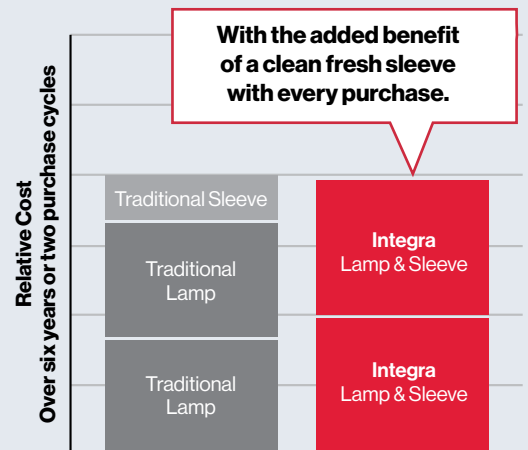 With the added benefit
of a clean fresh sleeve
with every purchase.
Relative Cost
Over six years or two purchase cycles
Traditional Sleeve
Traditional
Lamp
Traditional
Lamp
Integra
Lamp & Sleeve
Integra
Lamp & Sleeve